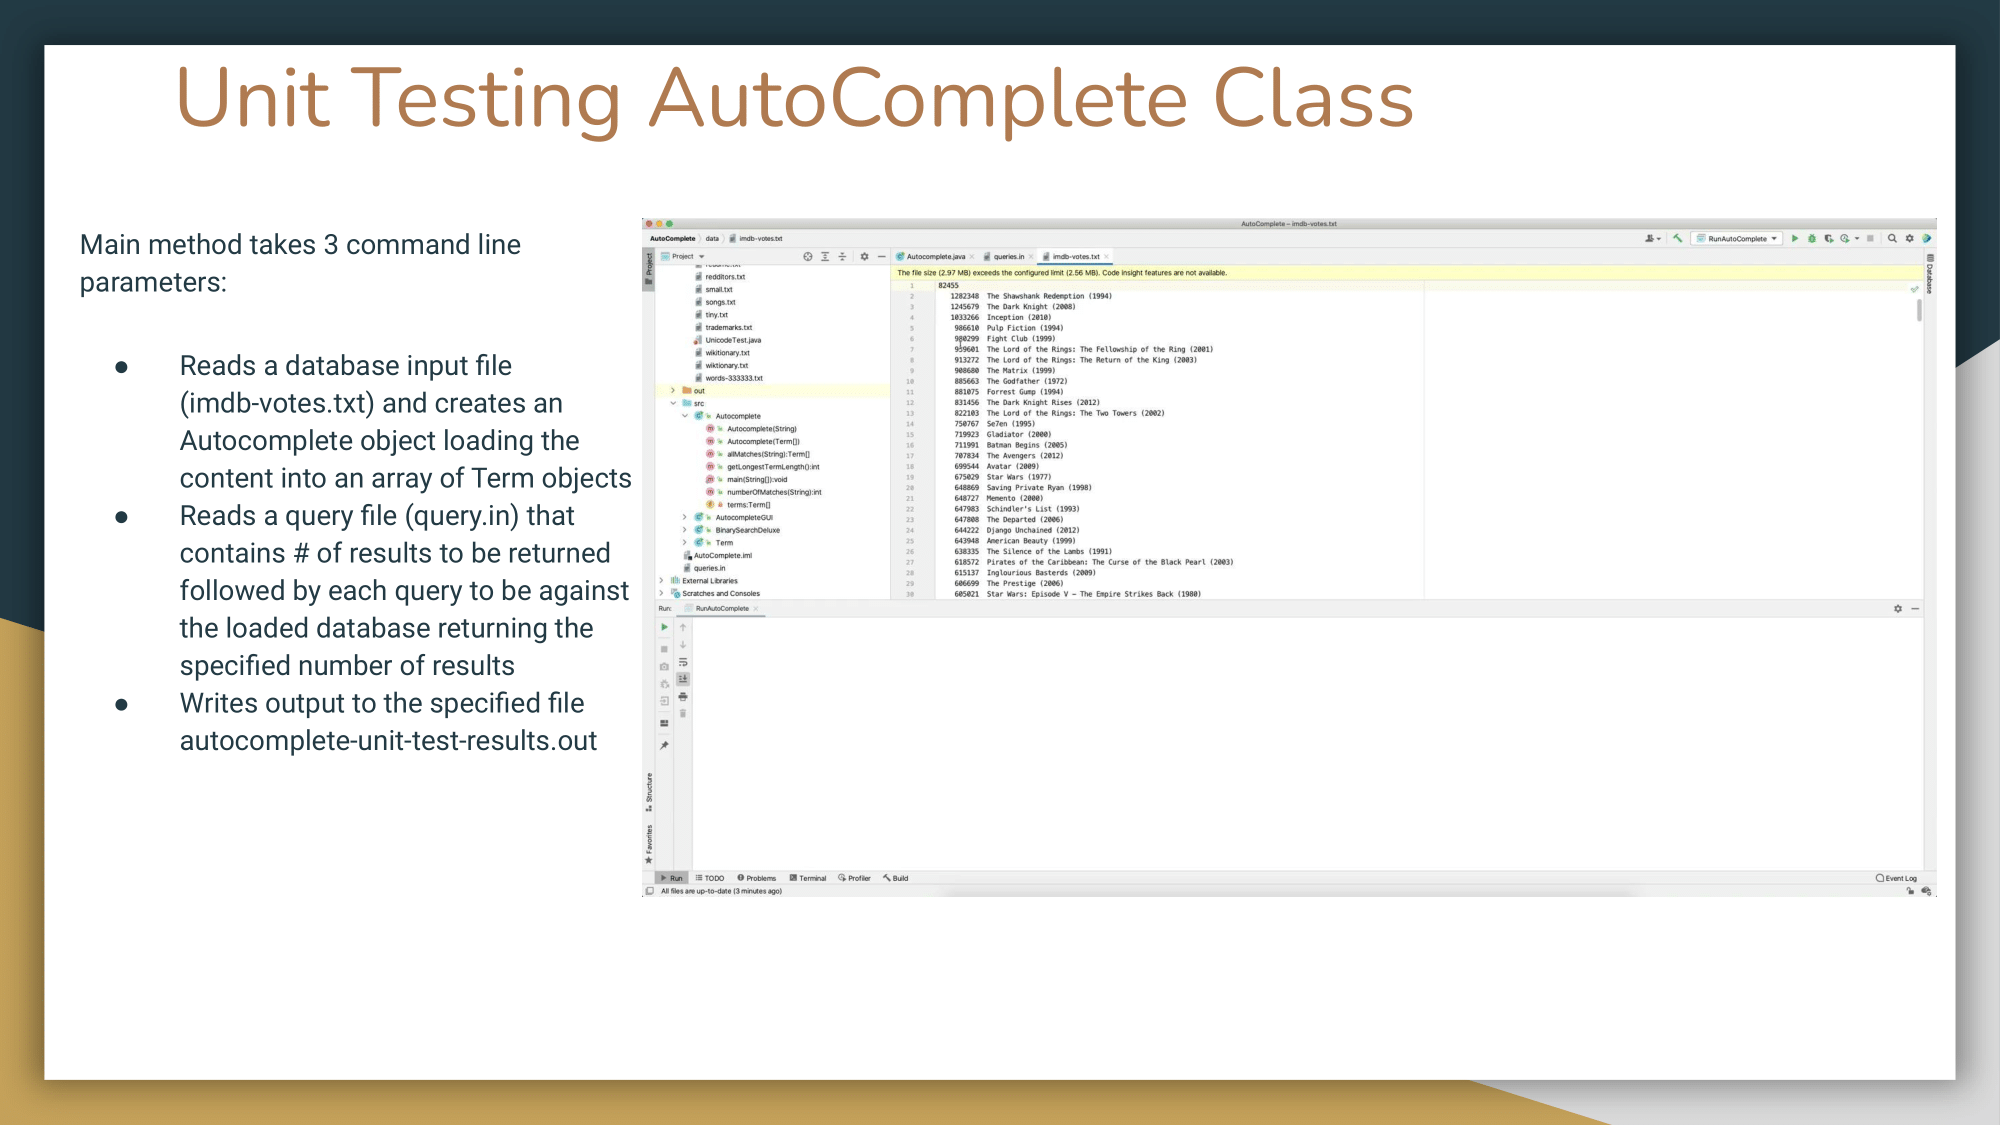 Unit Testing AutoComplete Class
Main method takes 3 command line
parameters:
● Reads a database input file
(imdb-votes.txt) and creates an
Autocomplete object loading the
content into an array of Term objects
● Reads a query file (query.in) that
contains # of results to be returned
followed by each query to be against
the loaded database returning the
specified number of results
● Writes output to the specified file
autocomplete-unit-test-results.out
AutoComplete – imdb-votes.txt
AutoComplete data imdb-votes.txt
RunAutoComplete
Project
Project
redditors.txt
small.txt
songs.txt
tiny.txt
trademarks.txt
UnicodeTest.java
wikitionary.txt
wiktionary.txt
words-333333.txt
out
src
Autocomplete
Autocomplete(String)
Autocomplete(Term[])
allMatches(String):Term[]
getLongestTermLength():int
main(String[]):void
numberOfMatches(String):int
terms:Term[]
AutocompleteGUI
BinarySearchDeluxe
Term
AutoComplete.iml
queries.in
External Libraries
Scratches and Consoles
Autocomplete.java queries.in imdb-votes.txt
The file size (2.97 MB) exceeds the configured limit (2.56 MB). Code insight features are not available.
Database
1 82455
2 1282348 The Shawshank Redemption (1994)
3 1245679 The Dark Knight (2008)
4 1033266 Inception (2010)
5 986610 Pulp Fiction (1994)
6 980299 Fight Club (1999)
7 959601 The Lord of the Rings: The Fellowship of the Ring (2001)
8 913272 The Lord of the Rings: The Return of the King (2003)
9 908680 The Matrix (1999)
10 885663 The Godfather (1972)
11 881075 Forrest Gump (1994)
12 831456 The Dark Knight Rises (2012)
13 822103 The Lord of the Rings: The Two Towers (2002)
14 750767 Se7en (1995)
15 719923 Gladiator (2000)
16 711991 Batman Begins (2005)
17 707834 The Avengers (2012)
18 699544 Avatar (2009)
19 675029 Star Wars (1977)
20 648869 Saving Private Ryan (1998)
21 648727 Memento (2000)
22 647983 Schindler's List (1993)
23 647808 The Departed (2006)
24 644222 Django Unchained (2012)
25 643948 American Beauty (1999)
26 638335 The Silence of the Lambs (1991)
27 618572 Pirates of the Caribbean: The Curse of the Black Pearl (2003)
28 615137 Inglourious Basterds (2009)
29 606699 The Prestige (2006)
30 605021 Star Wars: Episode V – The Empire Strikes Back (1980)
Run: RunAutoComplete
Structure
Favorites
Run TODO Problems Terminal Profiler Build Event Log
All files are up-to-date (3 minutes ago)